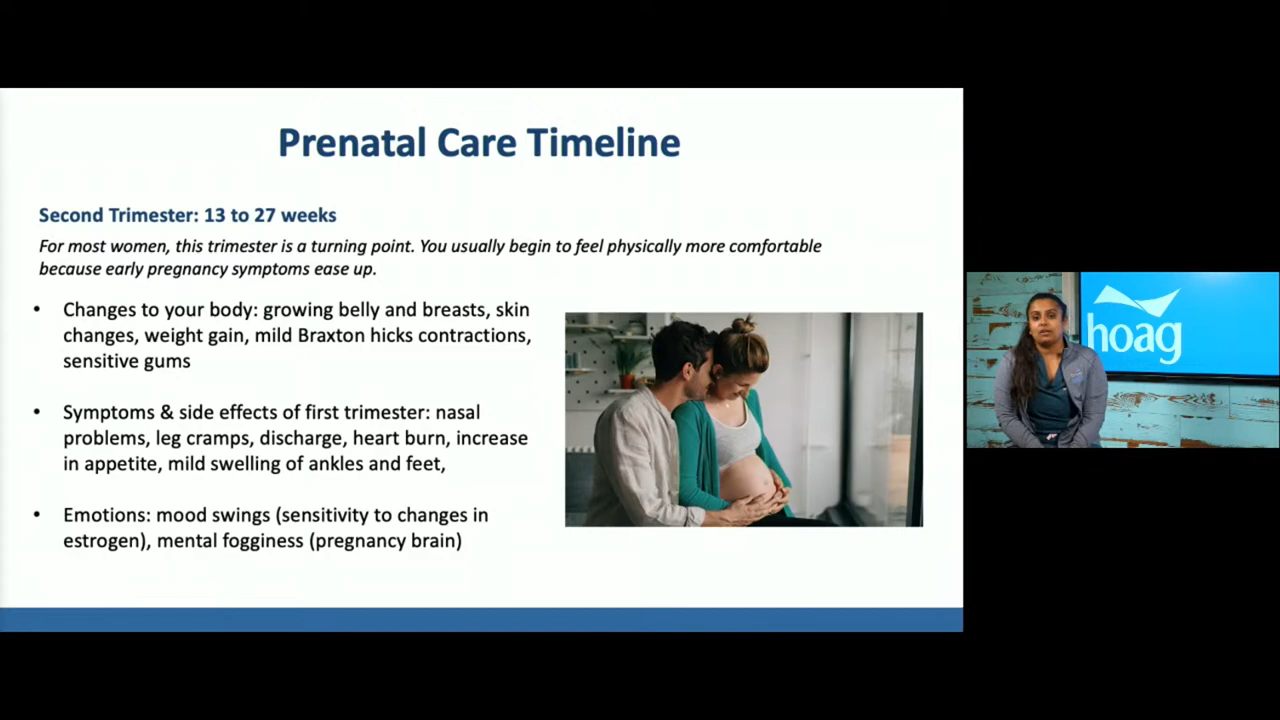 Prenatal Care Timeline
Second Trimester: 13 to 27 weeks
For most women, this trimester is a turning point. You usually begin to feel physically more comfortable
because early pregnancy symptoms ease up.
• Changes to your body: growing belly and breasts, skin
changes, weight gain, mild Braxton hicks contractions,
sensitive gums
• Symptoms & side effects of first trimester: nasal
problems, leg cramps, discharge, heart burn, increase
in appetite, mild swelling of ankles and feet,
• Emotions: mood swings (sensitivity to changes in
estrogen), mental fogginess (pregnancy brain)
hoag